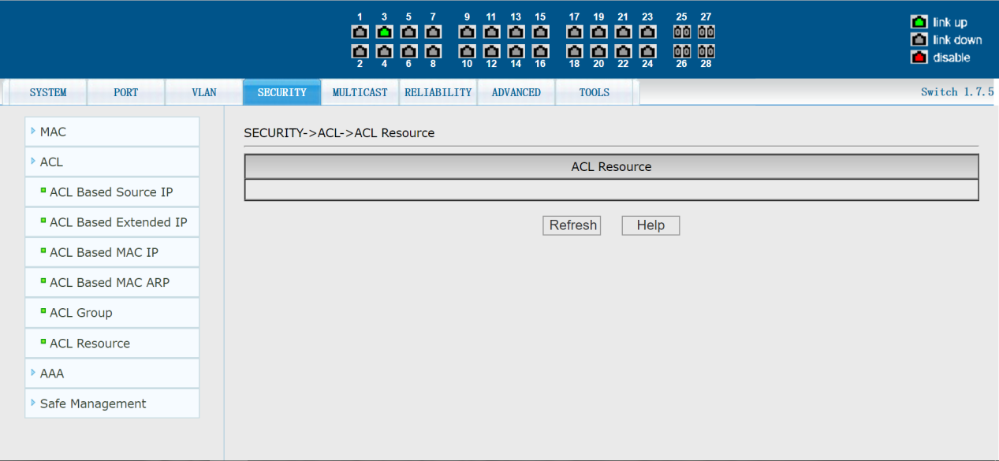 1 3 5 7 9 11 13 15 17 19 21 23 25 27
2 4 6 8 10 12 14 16 18 20 22 24 26 28
link up
link down
disable
SYSTEM PORT VLAN SECURITY MULTICAST RELIABILITY ADVANCED TOOLS Switch 1.7.5
MAC
ACL
ACL Based Source IP
ACL Based Extended IP
ACL Based MAC IP
ACL Based MAC ARP
ACL Group
ACL Resource
AAA
Safe Management
SECURITY->ACL->ACL Resource
ACL Resource
Refresh Help